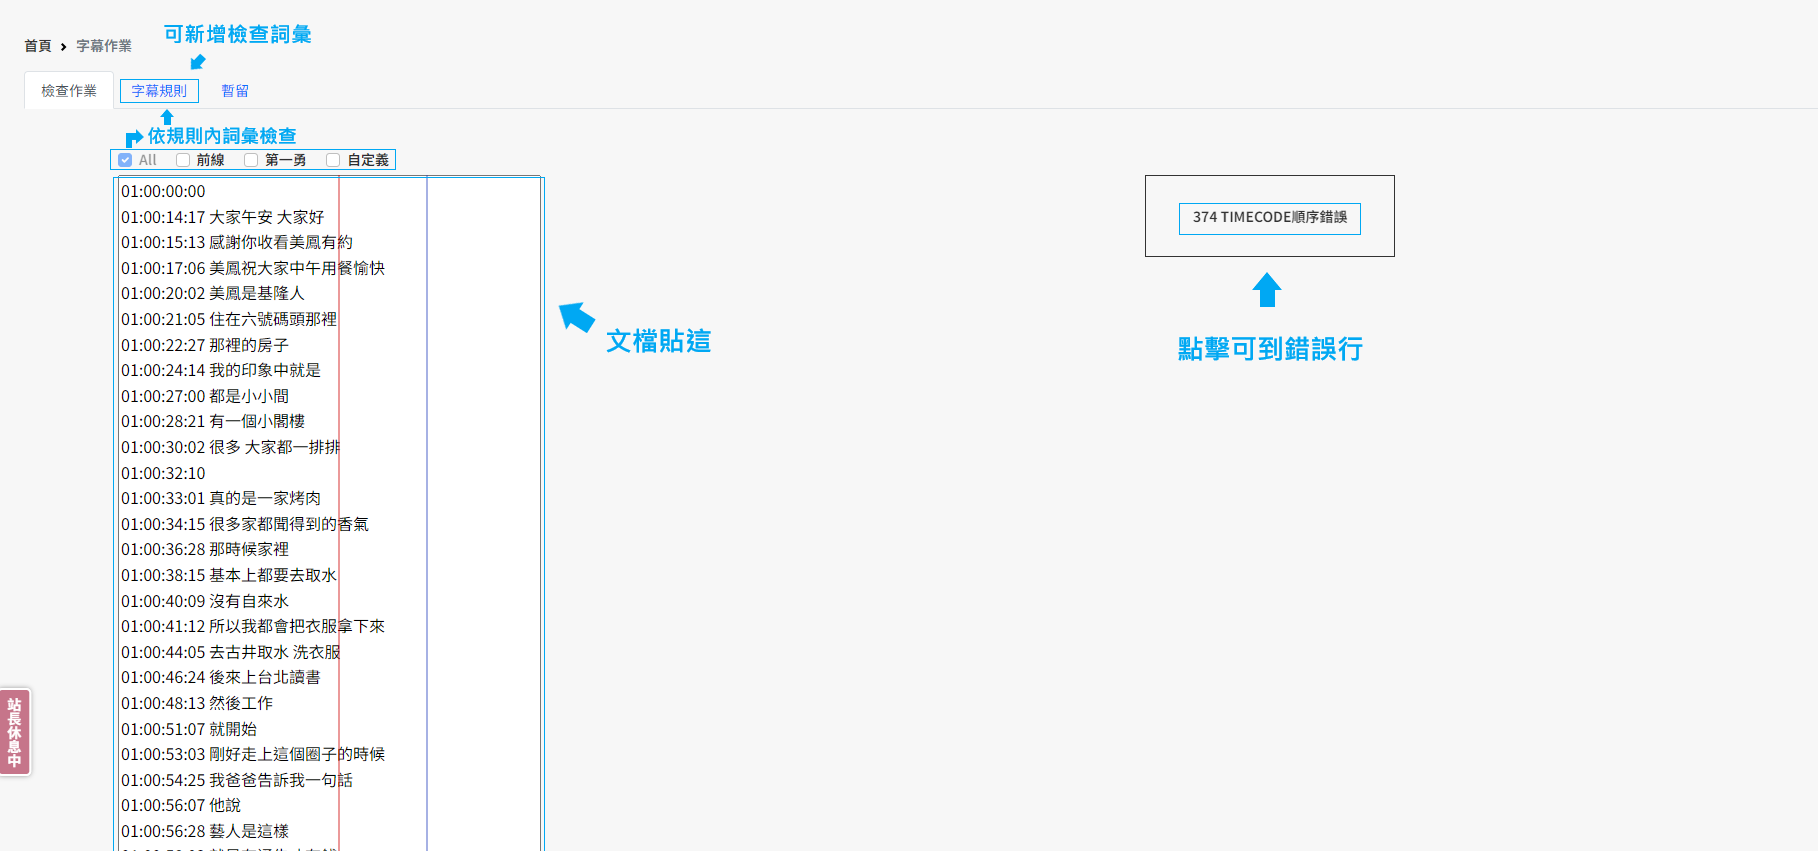 可新增檢查詞彙
首頁 › 字幕作業
檢查作業 字幕規則 暫留
依規則內詞彙檢查
All 前線 第一勇 自定義
01:00:00:00
01:00:14:17 大家午安 大家好
01:00:15:13 感謝你收看美鳳有約
01:00:17:06 美鳳祝大家中午用餐愉快
01:00:20:02 美鳳是基隆人
01:00:21:05 住在六號碼頭那裡
01:00:22:27 那裡的房子
01:00:24:14 我的印象中就是
01:00:27:00 都是小小間
01:00:28:21 有一個小閣樓
01:00:30:02 很多 大家都一排排
01:00:32:10
01:00:33:01 真的是一家烤肉
01:00:34:15 很多家都聞得到的香氣
01:00:36:28 那時候家裡
01:00:38:15 基本上都要去取水
01:00:40:09 沒有自來水
01:00:41:12 所以我都會把衣服拿下來
01:00:44:05 去古井取水 洗衣服
01:00:46:24 後來上台北讀書
01:00:48:13 然後工作
01:00:51:07 就開始
01:00:53:03 剛好走上這個圈子的時候
01:00:54:25 我爸爸告訴我一句話
01:00:56:07 他說
01:00:56:28 藝人是這樣
文檔貼這
374 TIMECODE順序錯誤
點擊可到錯誤行
站長休息中